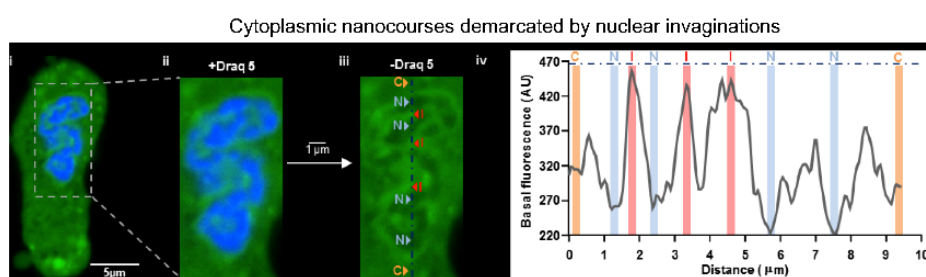 Cytoplasmic nanocourses demarcated by nuclear invaginations
i
ii
+Draq 5
iii
-Draq 5
iv
C
N
I
N
I
I
N
N
C
1 µm
5µm
C N I N I I N N C
470
420
370
320
270
220
Basal fluorescence (AU)
0 1 2 3 4 5 6 7 8 9 10
Distance ( µm)